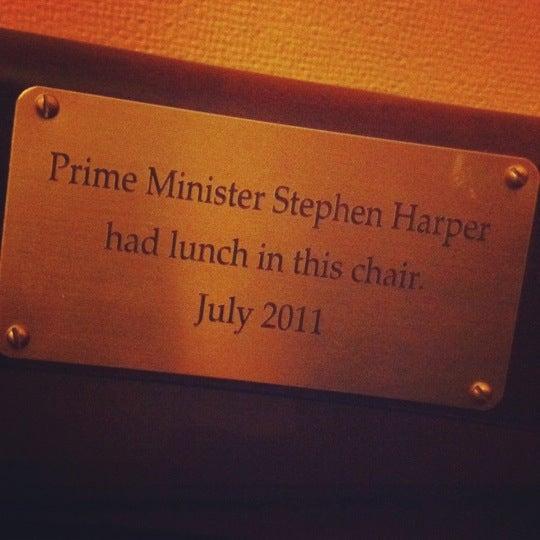 Prime Minister Stephen Harper
had lunch in this chair.
July 2011